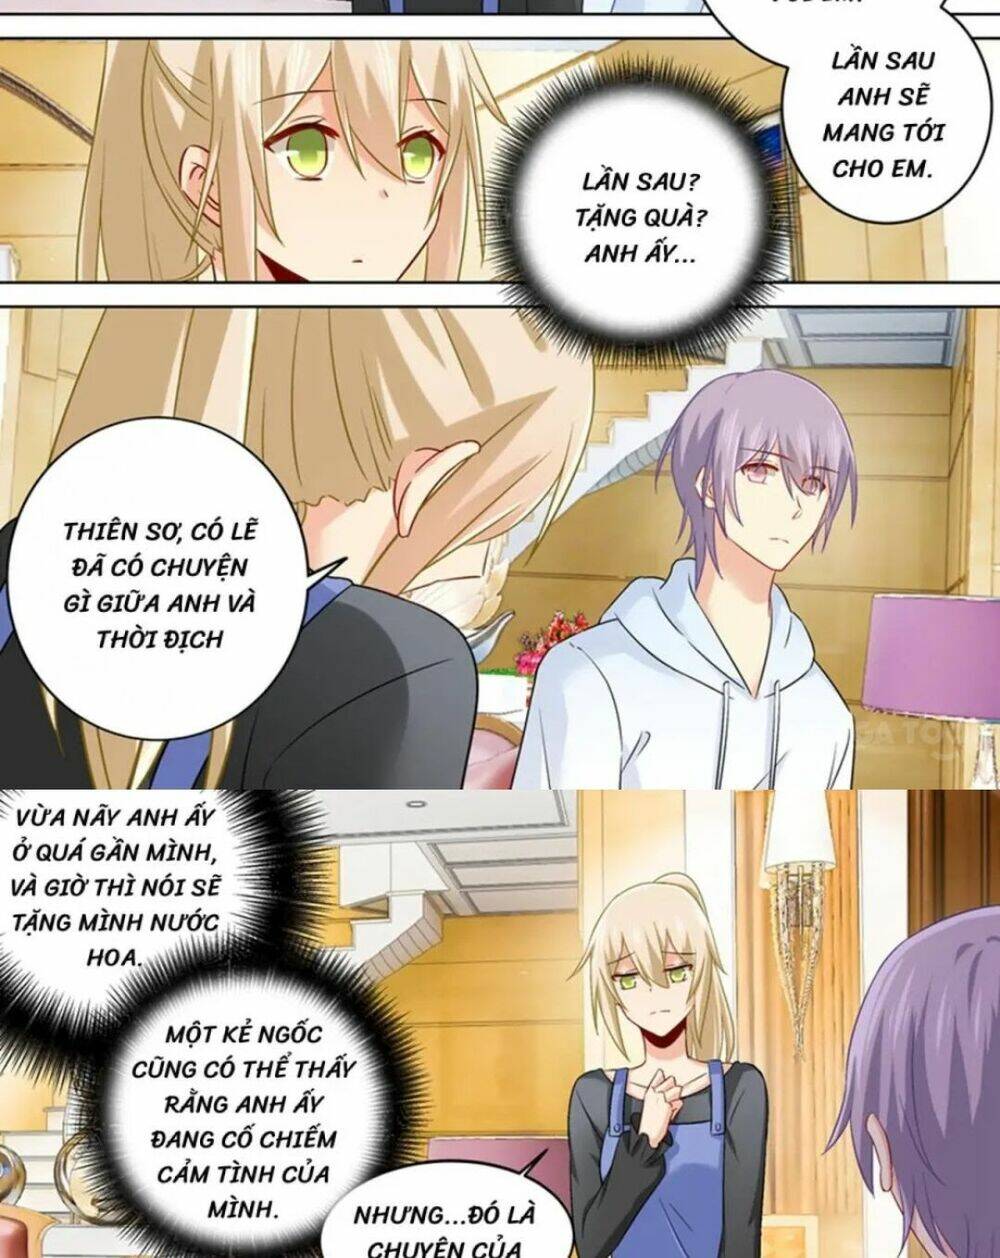 LẦN SAU
ANH SẼ
MANG TỚI
CHO EM.
LẦN SAU?
TẶNG QUÀ?
ANH ẤY...
THIÊN SƠ, CÓ LẼ
ĐÃ CÓ CHUYỆN
GÌ GIỮA ANH VÀ
THỜI ĐỊCH
VỪA NÃY ANH ẤY
Ở QUÁ GẦN MÌNH,
VÀ GIỜ THÌ NÓI SẼ
TẶNG MÌNH NƯỚC
HOA.
MỘT KẺ NGỐC
CŨNG CÓ THỂ THẤY
RẰNG ANH ẤY
ĐANG CỐ CHIẾM
CẢM TÌNH CỦA
MÌNH.
NHƯNG...ĐÓ LÀ
CHUYỆN CỦA